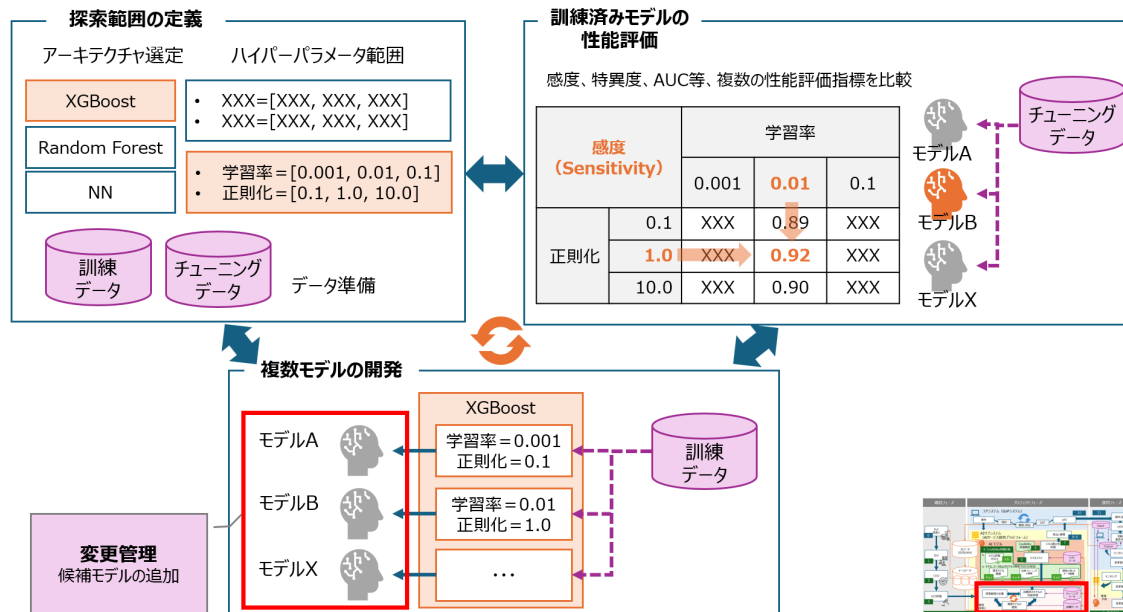 探索範囲の定義
アーキテクチャ選定
ハイパーパラメータ範囲
XGBoost
Random Forest
NN
• XXX=[XXX, XXX, XXX]
• XXX=[XXX, XXX, XXX]
• 学習率=[0.001, 0.01, 0.1]
• 正則化=[0.1, 1.0, 10.0]
訓練
データ
チューニング
データ
データ準備
訓練済みモデルの
性能評価
感度、特異度、AUC等、複数の性能評価指標を比較
感度
(Sensitivity)
学習率
0.001 0.01 0.1
正則化
0.1 XXX 0.89 XXX
1.0 XXX 0.92 XXX
10.0 XXX 0.90 XXX
モデルA
モデルB
モデルX
チューニング
データ
複数モデルの開発
モデルA
モデルB
モデルX
XGBoost
学習率=0.001
正則化=0.1
学習率=0.01
正則化=1.0
…
訓練
データ
変更管理
候補モデルの追加